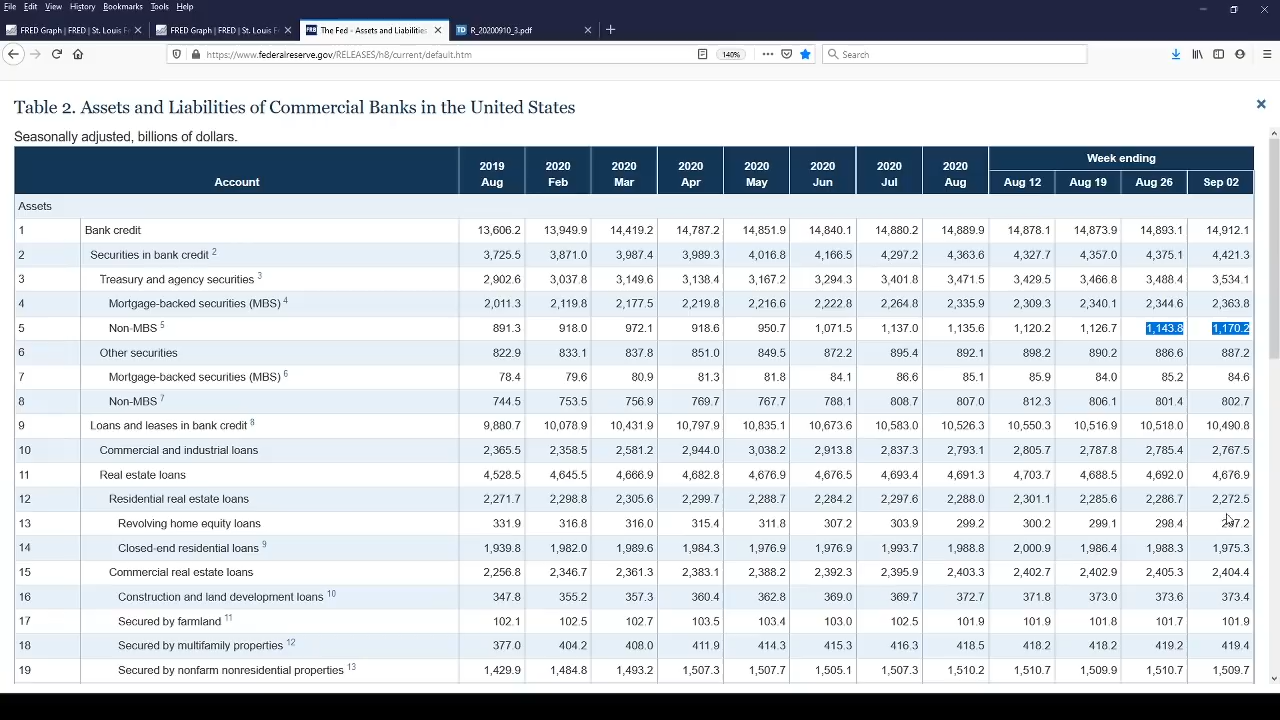 File Edit View History Bookmarks Tools Help
FRED Graph | FRED | St. Louis F × FRED Graph | FRED | St. Louis F × The Fed - Assets and Liabilities × R_20200910_3.pdf × +
https://www.federalreserve.gov/RELEASES/h8/current/default.htm 140% Search
Table 2. Assets and Liabilities of Commercial Banks in the United States
Seasonally adjusted, billions of dollars.
Account 2019 Aug 2020 Feb 2020 Mar 2020 Apr 2020 May 2020 Jun 2020 Jul 2020 Aug Week ending
Aug 12 Aug 19 Aug 26 Sep 02
Assets
1 Bank credit 13,606.2 13,949.9 14,419.2 14,787.2 14,851.9 14,840.1 14,880.2 14,889.9 14,878.1 14,873.9 14,893.1 14,912.1
2 Securities in bank credit 2 3,725.5 3,871.0 3,987.4 3,989.3 4,016.8 4,166.5 4,297.2 4,363.6 4,327.7 4,357.0 4,375.1 4,421.3
3 Treasury and agency securities 3 2,902.6 3,037.8 3,149.6 3,138.4 3,167.2 3,294.3 3,401.8 3,471.5 3,429.5 3,466.8 3,488.4 3,534.1
4 Mortgage-backed securities (MBS) 4 2,011.3 2,119.8 2,177.5 2,219.8 2,216.6 2,222.8 2,264.8 2,335.9 2,309.3 2,340.1 2,344.6 2,363.8
5 Non-MBS 5 891.3 918.0 972.1 918.6 950.7 1,071.5 1,137.0 1,135.6 1,120.2 1,126.7 1,143.8 1,170.2
6 Other securities 822.9 833.1 837.8 851.0 849.5 872.2 895.4 892.1 898.2 890.2 886.6 887.2
7 Mortgage-backed securities (MBS) 6 78.4 79.6 80.9 81.3 81.8 84.1 86.6 85.1 85.9 84.0 85.2 84.6
8 Non-MBS 7 744.5 753.5 756.9 769.7 767.7 788.1 808.7 807.0 812.3 806.1 801.4 802.7
9 Loans and leases in bank credit 8 9,880.7 10,078.9 10,431.9 10,797.9 10,835.1 10,673.6 10,583.0 10,526.3 10,550.3 10,516.9 10,518.0 10,490.8
10 Commercial and industrial loans 2,365.5 2,358.5 2,581.2 2,944.0 3,038.2 2,913.8 2,837.3 2,793.1 2,805.7 2,787.8 2,785.4 2,767.5
11 Real estate loans 4,528.5 4,645.5 4,666.9 4,682.8 4,676.9 4,676.5 4,693.4 4,691.3 4,703.7 4,688.5 4,692.0 4,676.9
12 Residential real estate loans 2,271.7 2,298.8 2,305.6 2,299.7 2,288.7 2,284.2 2,297.6 2,288.0 2,301.1 2,285.6 2,286.7 2,272.5
13 Revolving home equity loans 331.9 316.8 316.0 315.4 311.8 307.2 303.9 299.2 300.2 299.1 298.4 297.2
14 Closed-end residential loans 9 1,939.8 1,982.0 1,989.6 1,984.3 1,976.9 1,976.9 1,993.7 1,988.8 2,000.9 1,986.4 1,988.3 1,975.3
15 Commercial real estate loans 2,256.8 2,346.7 2,361.3 2,383.1 2,388.2 2,392.3 2,395.9 2,403.3 2,402.7 2,402.9 2,405.3 2,404.4
16 Construction and land development loans 10 347.8 355.2 357.3 360.4 362.8 369.0 369.7 372.7 371.8 373.0 373.6 373.4
17 Secured by farmland 11 102.1 102.5 102.7 103.5 103.4 103.0 102.5 101.9 101.9 101.8 101.7 101.9
18 Secured by multifamily properties 12 377.0 404.2 408.0 411.9 414.3 415.3 416.3 418.5 418.2 418.2 419.2 419.4
19 Secured by nonfarm nonresidential properties 13 1,429.9 1,484.8 1,493.2 1,507.3 1,507.7 1,505.1 1,507.3 1,510.2 1,510.7 1,509.9 1,510.7 1,509.7